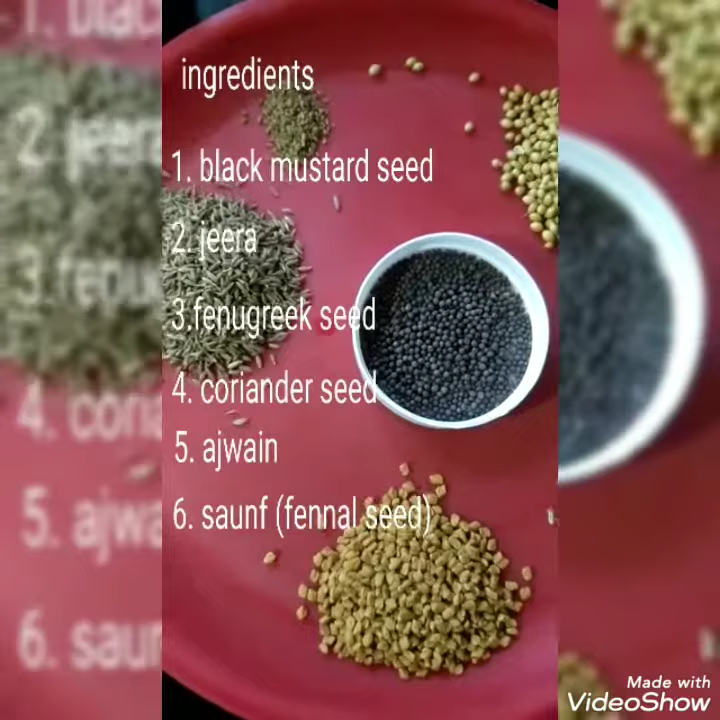 ingredients
1. black mustard seed
2. jeera
3.fenugreek seed
4. coriander seed
5. ajwain
6. saunf (fennal seed)
Made with
VideoShow